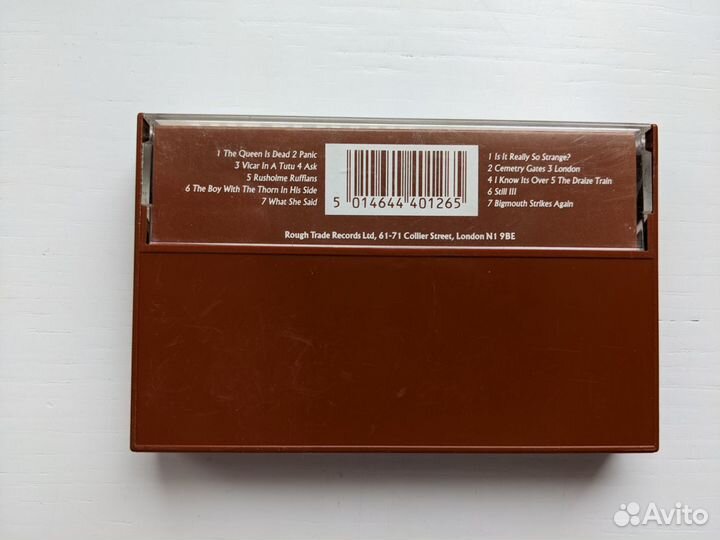 1 The Queen Is Dead 2 Panic
3 Vicar In A Tutu 4 Ask
5 Rusholme Ruffians
6 The Boy With The Thorn In His Side
7 What She Said
5 014644 401265
1 Is It Really So Strange?
2 Cemetry Gates 3 London
4 I Know Its Over 5 The Draize Train
6 Still Ill
7 Bigmouth Strikes Again
Rough Trade Records Ltd, 61-71 Collier Street, London N1 9BE
Avito